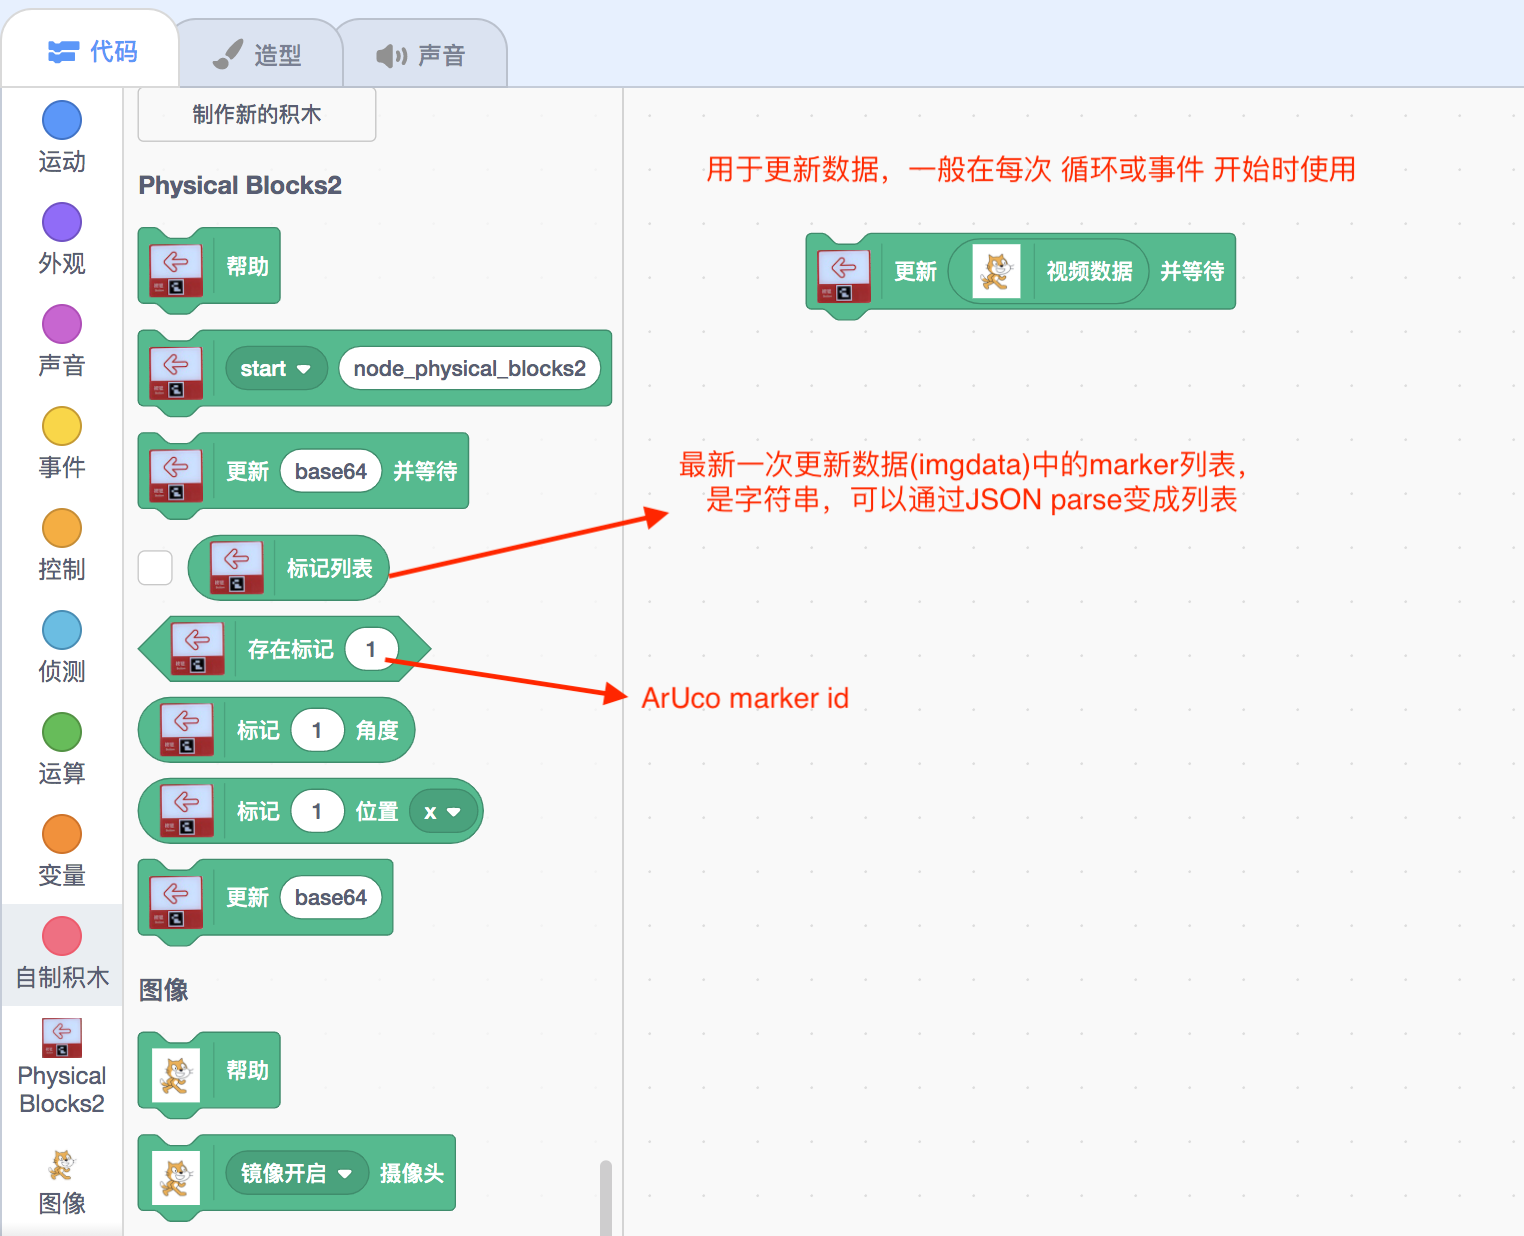 代码
造型
声音
运动
外观
声音
事件
控制
侦测
运算
变量
自制积木
Physical
Blocks2
图像
制作新的积木
Physical Blocks2
帮助
start node_physical_blocks2
更新 base64 并等待
标记列表
存在标记 1
标记 1 角度
标记 1 位置 x
更新 base64
图像
帮助
镜像开启 摄像头
用于更新数据，一般在每次 循环或事件 开始时使用
更新 视频数据 并等待
最新一次更新数据(imgdata)中的marker列表，
是字符串，可以通过JSON parse变成列表
ArUco marker id